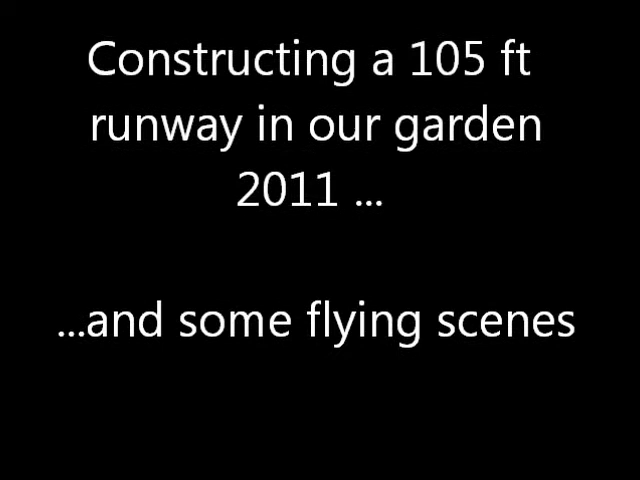 Constructing a 105 ft
runway in our garden
2011 ...
...and some flying scenes